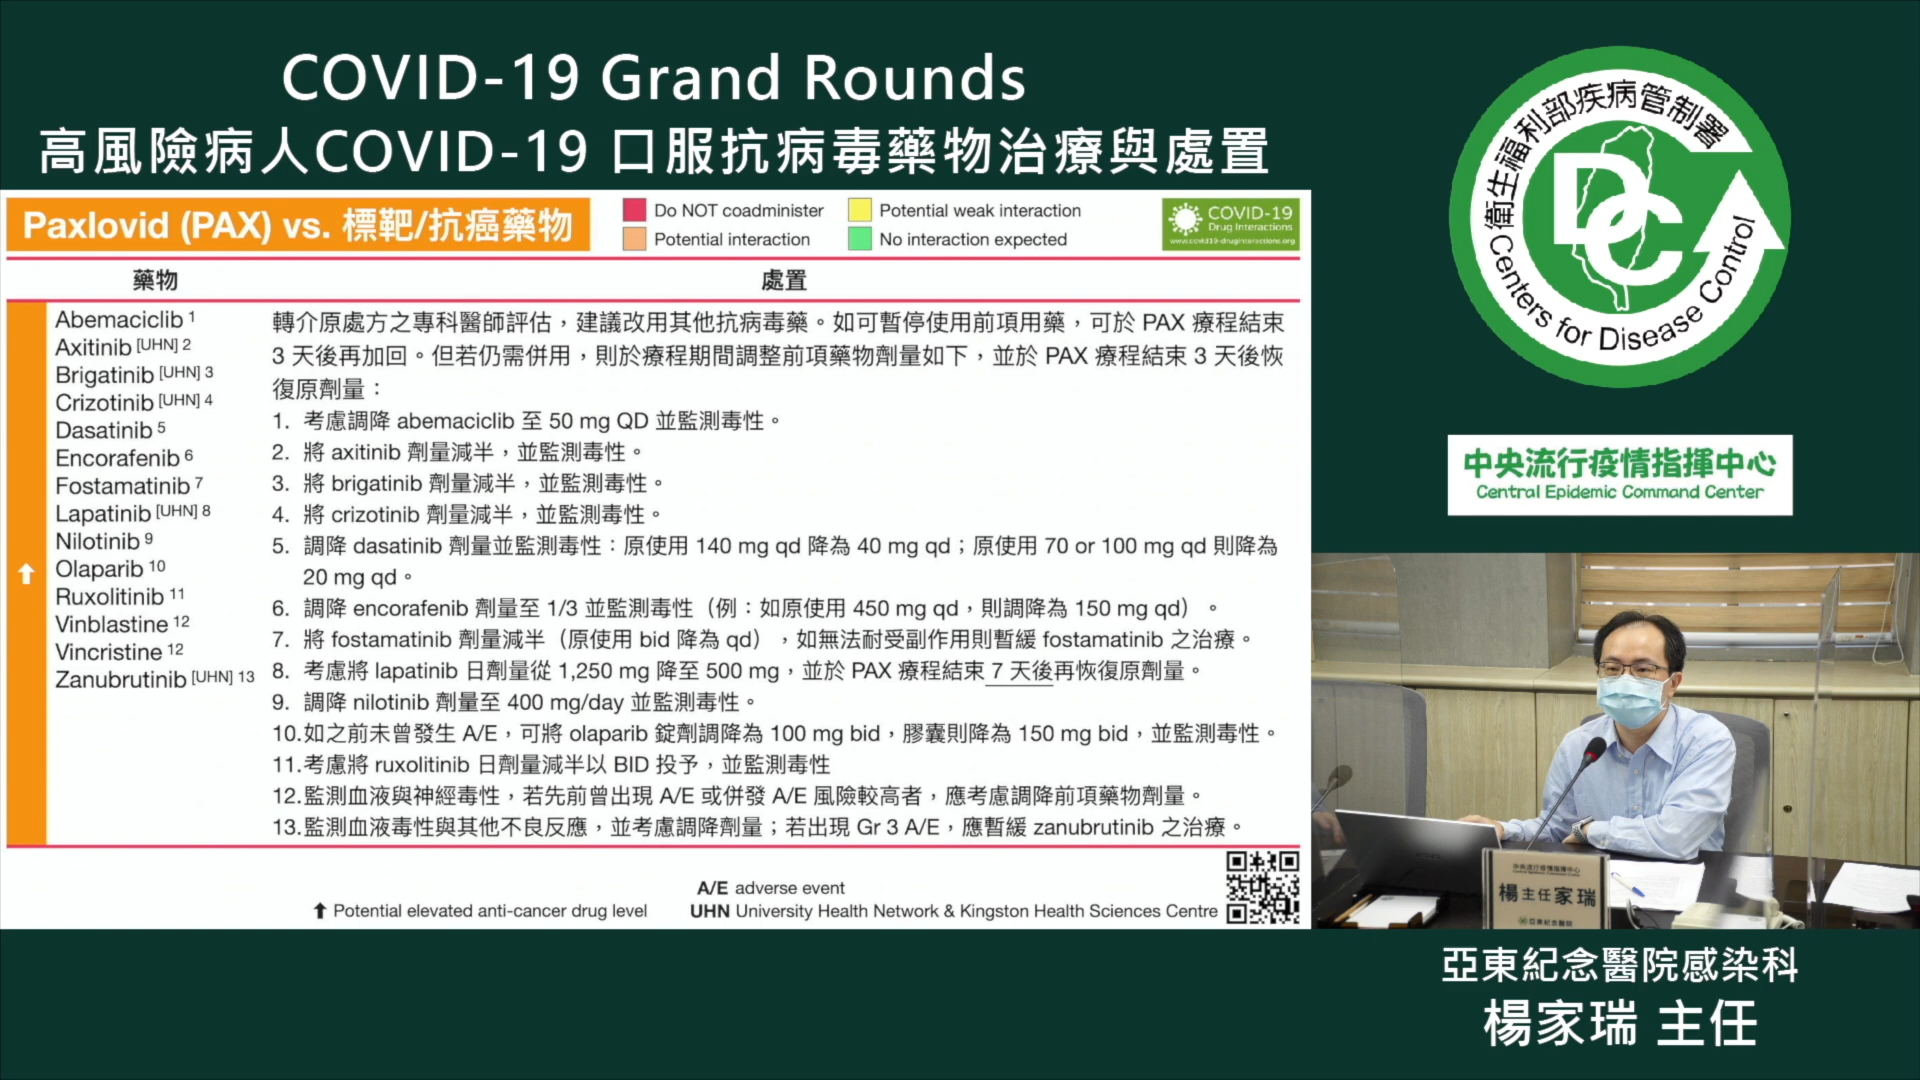 COVID-19 Grand Rounds
高風險病人COVID-19 口服抗病毒藥物治療與處置
Paxlovid (PAX) vs. 標靶/抗癌藥物
Do NOT coadminister
Potential weak interaction
Potential interaction
No interaction expected
COVID-19
Drug Interactions
www.covid19-druginteractions.org
藥物
處置
Abemaciclib 1
Axitinib [UHN] 2
Brigatinib [UHN] 3
Crizotinib [UHN] 4
Dasatinib 5
Encorafenib 6
Fostamatinib 7
Lapatinib [UHN] 8
Nilotinib 9
Olaparib 10
Ruxolitinib 11
Vinblastine 12
Vincristine 12
Zanubrutinib [UHN] 13
轉介原處方之專科醫師評估，建議改用其他抗病毒藥。如可暫停使用前項用藥，可於 PAX 療程結束
3 天後再加回。但若仍需併用，則於療程期間調整前項藥物劑量如下，並於 PAX 療程結束 3 天後恢
復原劑量：
1. 考慮調降 abemaciclib 至 50 mg QD 並監測毒性。
2. 將 axitinib 劑量減半，並監測毒性。
3. 將 brigatinib 劑量減半，並監測毒性。
4. 將 crizotinib 劑量減半，並監測毒性。
5. 調降 dasatinib 劑量並監測毒性：原使用 140 mg qd 降為 40 mg qd；原使用 70 or 100 mg qd 則降為
20 mg qd。
6. 調降 encorafenib 劑量至 1/3 並監測毒性（例：如原使用 450 mg qd，則調降為 150 mg qd）。
7. 將 fostamatinib 劑量減半（原使用 bid 降為 qd），如無法耐受副作用則暫緩 fostamatinib 之治療。
8. 考慮將 lapatinib 日劑量從 1,250 mg 降至 500 mg，並於 PAX 療程結束 7 天後再恢復原劑量。
9. 調降 nilotinib 劑量至 400 mg/day 並監測毒性。
10.如之前未曾發生 A/E，可將 olaparib 錠劑調降為 100 mg bid，膠囊則降為 150 mg bid，並監測毒性。
11.考慮將 ruxolitinib 日劑量減半以 BID 投予，並監測毒性
12.監測血液與神經毒性，若先前曾出現 A/E 或併發 A/E 風險較高者，應考慮調降前項藥物劑量。
13.監測血液毒性與其他不良反應，並考慮調降劑量；若出現 Gr 3 A/E，應暫緩 zanubrutinib 之治療。
A/E adverse event
Potential elevated anti-cancer drug level
UHN University Health Network & Kingston Health Sciences Centre
衛生福利部疾病管制署
DC
Centers for Disease Control
中央流行疫情指揮中心
Central Epidemic Command Center
中央流行疫情指揮中心
楊主任家瑞
亞東紀念醫院
亞東紀念醫院感染科
楊家瑞 主任